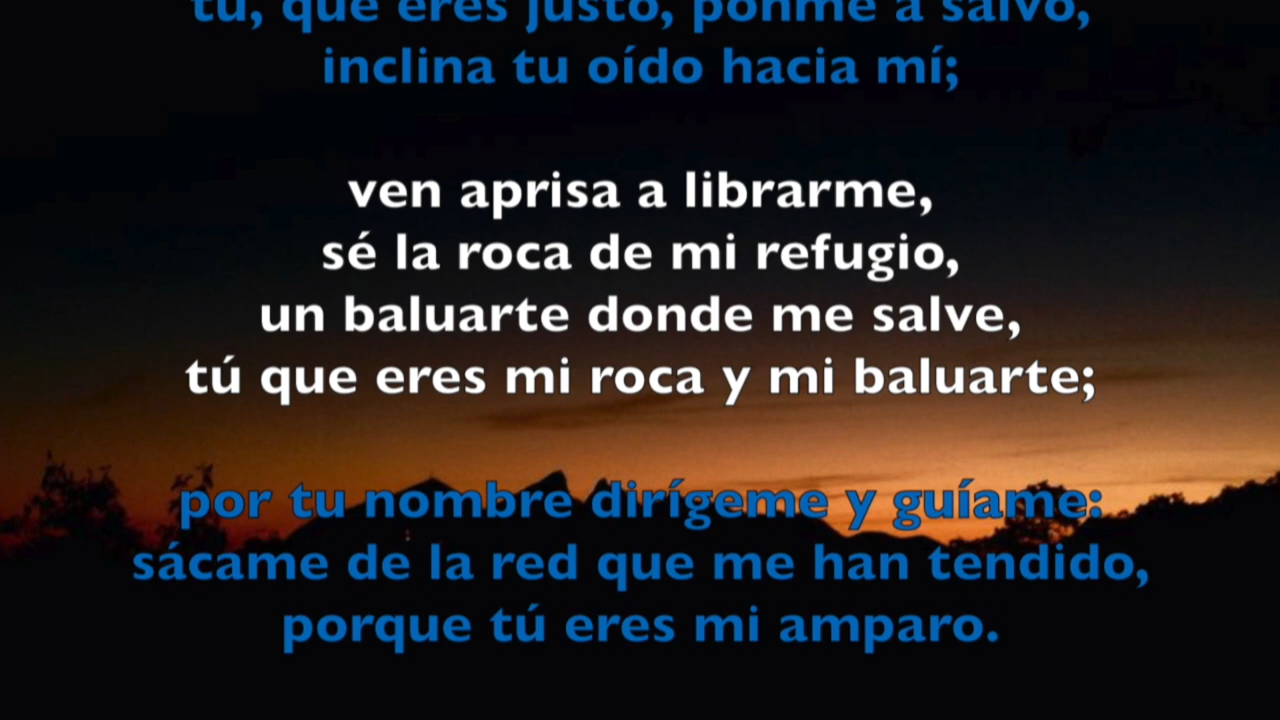 tú, que eres justo, ponme a salvo,
inclina tu oído hacia mí;
ven aprisa a librarme,
sé la roca de mi refugio,
un baluarte donde me salve,
tú que eres mi roca y mi baluarte;
por tu nombre dirígeme y guíame:
sácame de la red que me han tendido,
porque tú eres mi amparo.